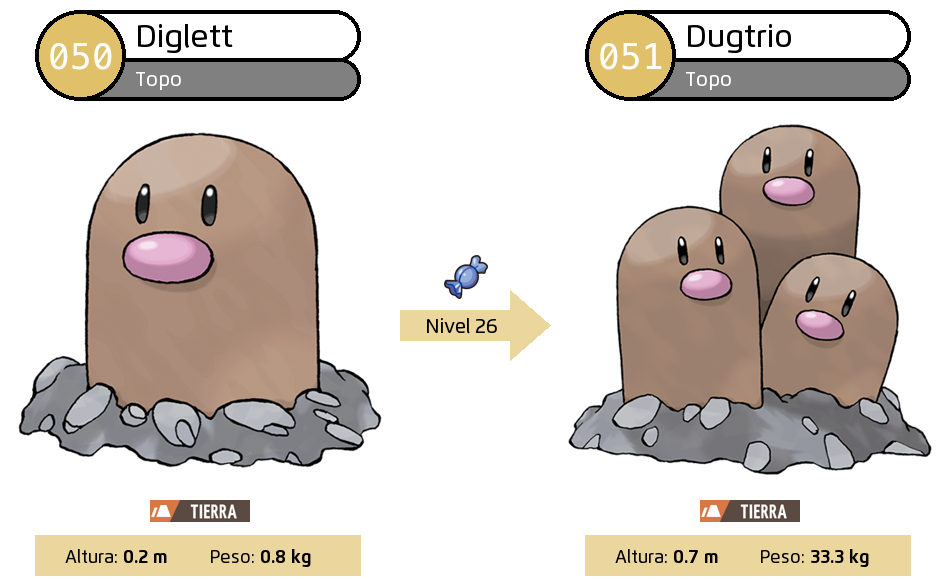 050
Diglett
Topo
051
Dugtrio
Topo
Nivel 26
TIERRA
TIERRA
Altura: 0.2 m Peso: 0.8 kg
Altura: 0.7 m Peso: 33.3 kg